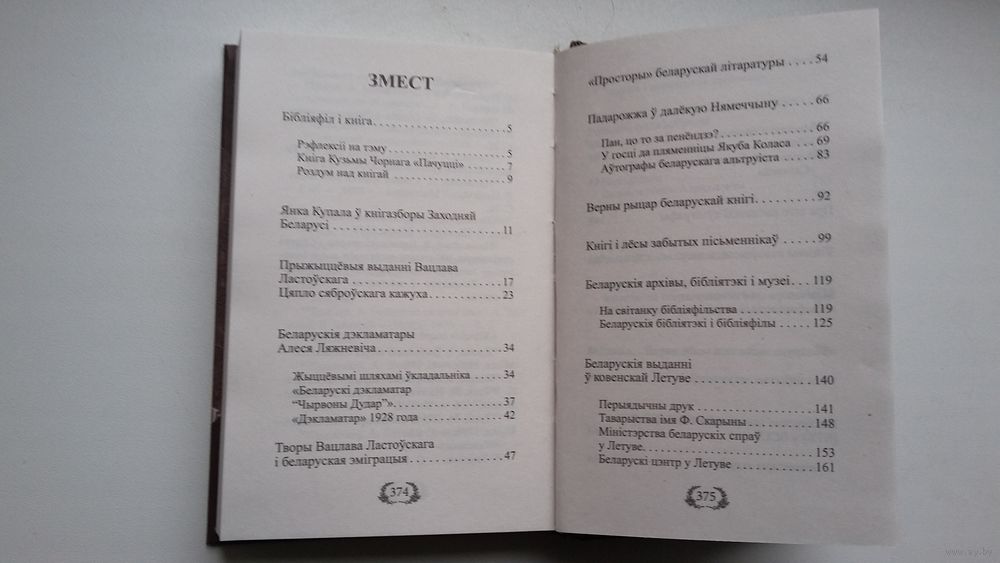 ЗМЕСТ
Бібліяфіл і кніга. . . . . . . . . . . . . . . . . . . . . 5
Рэфлексіі на тэму . . . . . . . . . . . . . . . . . . 5
Кніга Кузьмы Чорнага «Пачуцці» . . . . . . . 7
Роздум над кнігай . . . . . . . . . . . . . . . . . . 9
Янка Купала ў кнігазборы Заходняй
Беларусі . . . . . . . . . . . . . . . . . . . . . . . . . . 11
Прыжыццёвыя выданні Вацлава
Ластоўскага . . . . . . . . . . . . . . . . . . . . . . . 17
Цяпло сяброўскага кажуха. . . . . . . . . . . . 23
Беларускія дэкламатары
Алеся Ляжневіча. . . . . . . . . . . . . . . . . . . 34
Жыццёвымі шляхамі ўкладальніка . . . . . 34
«Беларускі дэкламатар
“Чырвоны Дудар”». . . . . . . . . . . . . . . . . 37
«Дэкламатар» 1928 года . . . . . . . . . . . . . 42
Творы Вацлава Ластоўскага
і беларуская эміграцыя . . . . . . . . . . . . . . 47
374
«Просторы» беларускай літаратуры . . . . 54
Падарожжа ў далёкую Нямеччыну . . . . . 66
Пан, цо то за пенёндзэ? . . . . . . . . . . . . . . 66
У госці да пляменніцы Якуба Коласа . . . 69
Аўтографы беларускага альтруіста . . . . . 83
Верны рыцар беларускай кнігі. . . . . . . . . 92
Кнігі і лёсы забытых пісьменнікаў . . . . . 99
Беларускія архівы, бібліятэкі і музеі. . . 119
На світанку бібліяфільства . . . . . . . . . . . 119
Беларускія бібліятэкі і бібліяфілы . . . . . 125
Беларускія выданні
ў ковенскай Летуве . . . . . . . . . . . . . . . . . 140
Перыядычны друк . . . . . . . . . . . . . . . . . 141
Таварыства імя Ф. Скарыны . . . . . . . . . . 148
Міністэрства беларускіх спраў
у Летуве. . . . . . . . . . . . . . . . . . . . . . . . . . 153
Беларускі цэнтр у Летуве . . . . . . . . . . . . 161
375
www.ay.by